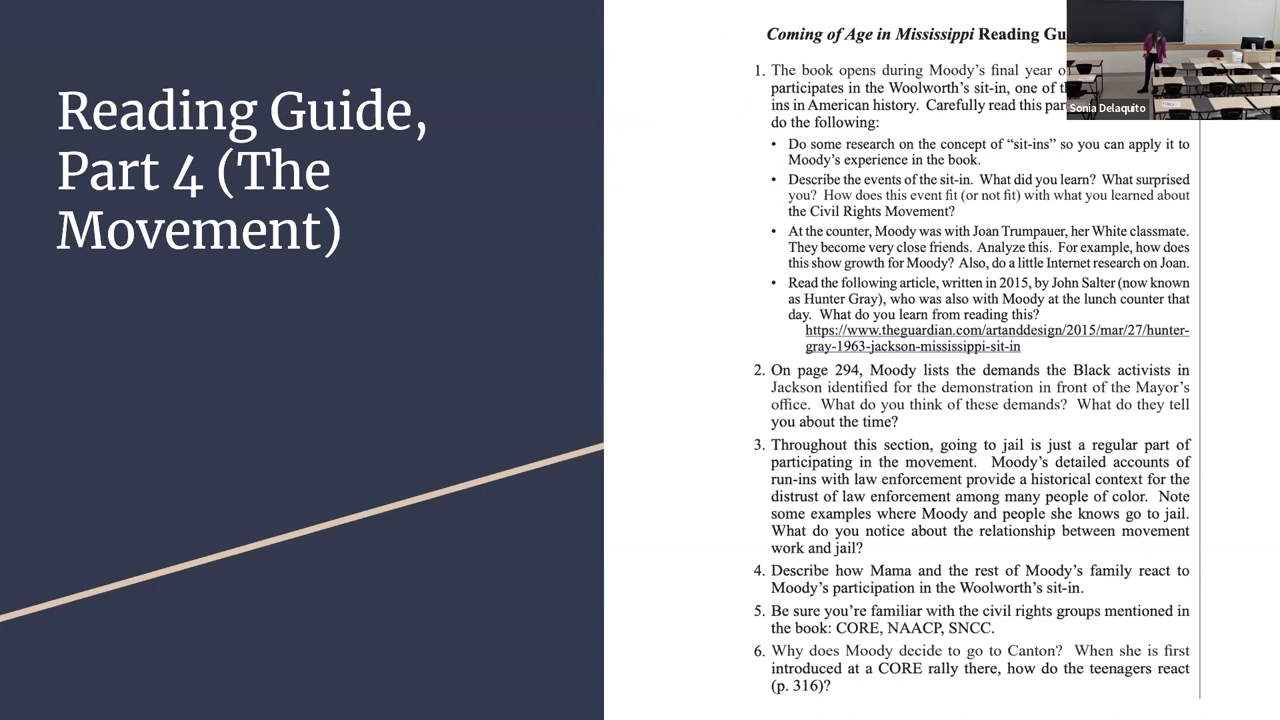 Reading Guide,
Part 4 (The
Movement)
Coming of Age in Mississippi Reading Gu
1. The book opens during Moody’s final year o
participates in the Woolworth’s sit-in, one of t
ins in American history. Carefully read this par
do the following:
• Do some research on the concept of “sit-ins” so you can apply it to
Moody’s experience in the book.
• Describe the events of the sit-in. What did you learn? What surprised
you? How does this event fit (or not fit) with what you learned about
the Civil Rights Movement?
• At the counter, Moody was with Joan Trumpauer, her White classmate.
They become very close friends. Analyze this. For example, how does
this show growth for Moody? Also, do a little Internet research on Joan.
• Read the following article, written in 2015, by John Salter (now known
as Hunter Gray), who was also with Moody at the lunch counter that
day. What do you learn from reading this?
https://www.theguardian.com/artanddesign/2015/mar/27/hunter-
gray-1963-jackson-mississippi-sit-in
2. On page 294, Moody lists the demands the Black activists in
Jackson identified for the demonstration in front of the Mayor’s
office. What do you think of these demands? What do they tell
you about the time?
3. Throughout this section, going to jail is just a regular part of
participating in the movement. Moody’s detailed accounts of
run-ins with law enforcement provide a historical context for the
distrust of law enforcement among many people of color. Note
some examples where Moody and people she knows go to jail.
What do you notice about the relationship between movement
work and jail?
4. Describe how Mama and the rest of Moody’s family react to
Moody’s participation in the Woolworth’s sit-in.
5. Be sure you’re familiar with the civil rights groups mentioned in
the book: CORE, NAACP, SNCC.
6. Why does Moody decide to go to Canton? When she is first
introduced at a CORE rally there, how do the teenagers react
(p. 316)?
Sonia Delaquito